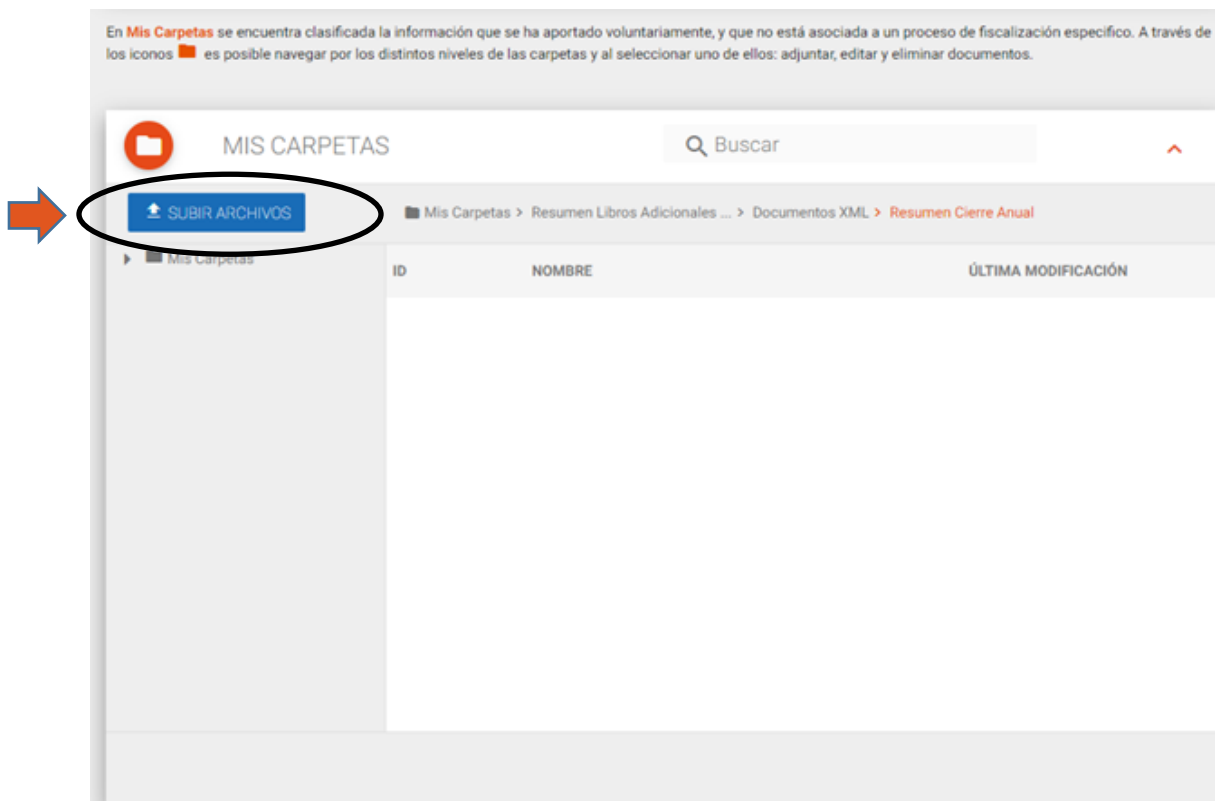 En Mis Carpetas se encuentra clasificada la información que se ha aportado voluntariamente, y que no está asociada a un proceso de fiscalización específico. A través de
los iconos es posible navegar por los distintos niveles de las carpetas y al seleccionar uno de ellos: adjuntar, editar y eliminar documentos.
MIS CARPETAS
Buscar
SUBIR ARCHIVOS
Mis Carpetas > Resumen Libros Adicionales ... > Documentos XML > Resumen Cierre Anual
Mis Carpetas
ID NOMBRE ÚLTIMA MODIFICACIÓN